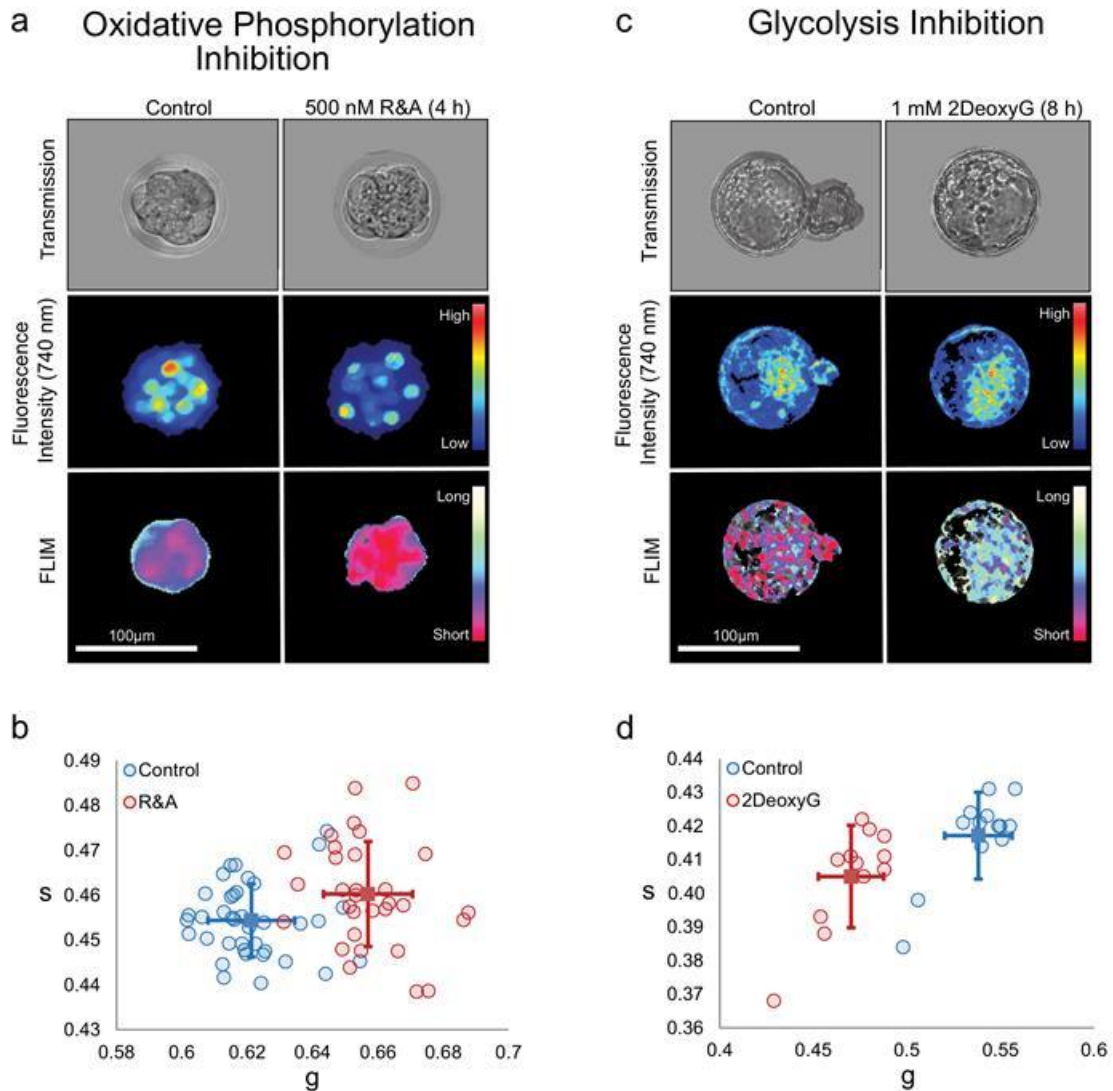 a
Oxidative Phosphorylation
Inhibition
Control
500 nM R&A (4 h)
Transmission
Fluorescence
Intensity (740 nm)
High
Low
FLIM
Long
Short
100µm
c
Glycolysis Inhibition
Control
1 mM 2DeoxyG (8 h)
Transmission
Fluorescence
Intensity (740 nm)
High
Low
FLIM
Long
Short
100µm
b
0.49
0.48
0.47
0.46
0.45
0.44
0.43
s
Control
R&A
0.58
0.6
0.62
0.64
0.66
0.68
0.7
g
d
0.44
0.43
0.42
0.41
0.40
0.39
0.38
0.37
0.36
s
Control
2DeoxyG
0.4
0.45
0.5
0.55
0.6
g